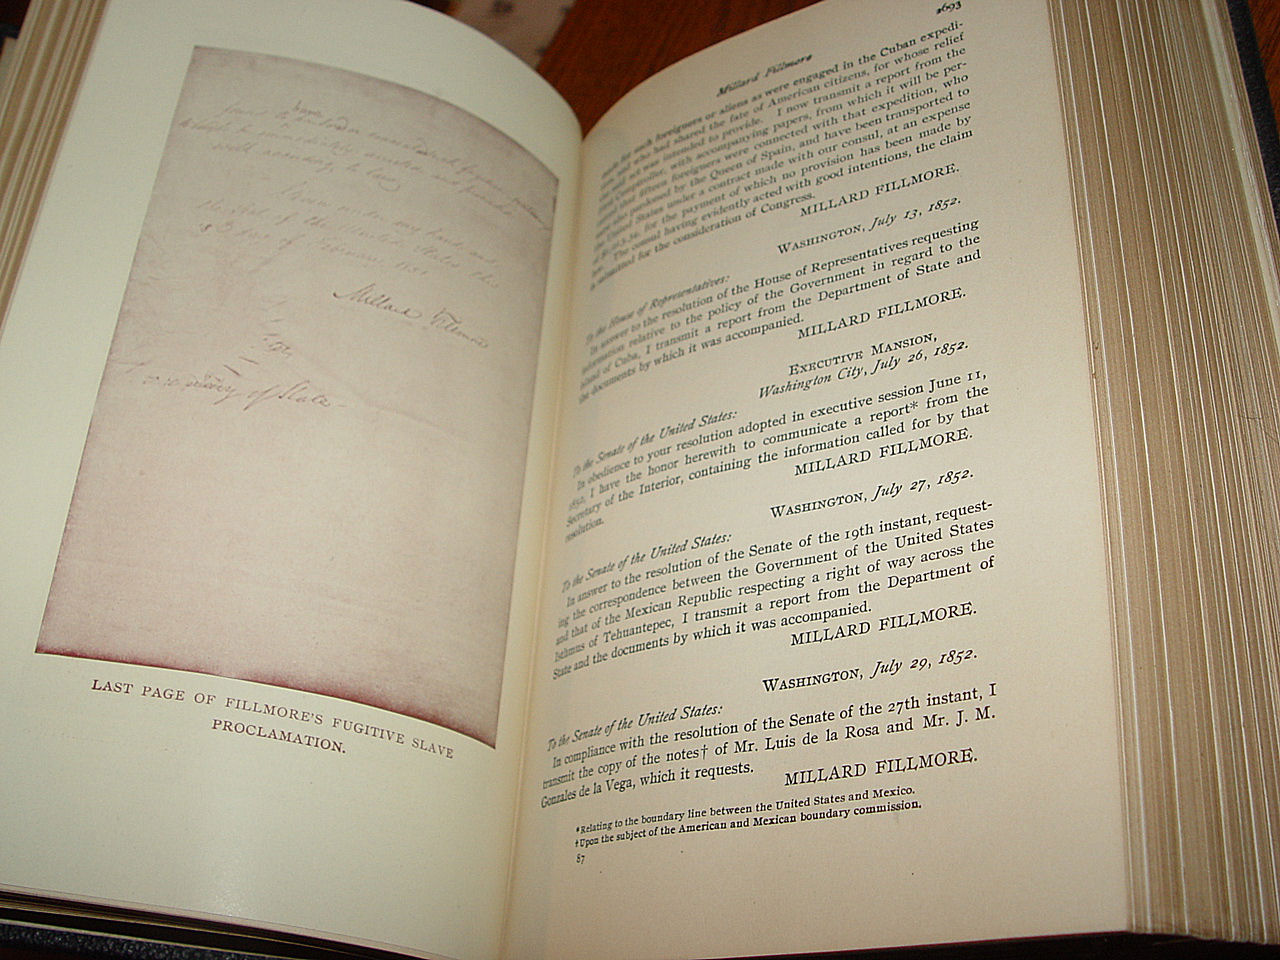 have
Millard Fillmore
Secretary of State
LAST PAGE OF FILLMORE'S FUGITIVE SLAVE
PROCLAMATION.
Millard Fillmore 2693
such foreigners or aliens as were engaged in the Cuban expedi-
who had shared the fate of American citizens, for whose relief
act was intended to provide. I now transmit a report from the
Comptroller, with accompanying papers, from which it will be per-
that fifteen foreigners were connected with that expedition, who
were pardoned by the Queen of Spain, and have been transported to
United States under a contract made with our consul, at an expense
for the payment of which no provision has been made by
The consul having evidently acted with good intentions, the claim
is submitted for the consideration of Congress.
MILLARD FILLMORE.
WASHINGTON, July 13, 1852.
To the House of Representatives:
In answer to the resolution of the House of Representatives requesting
information relative to the policy of the Government in regard to the
island of Cuba, I transmit a report from the Department of State and
the documents by which it was accompanied.
MILLARD FILLMORE.
EXECUTIVE MANSION,
Washington City, July 26, 1852.
To the Senate of the United States:
In obedience to your resolution adopted in executive session June 11,
1852, I have the honor herewith to communicate a report* from the
Secretary of the Interior, containing the information called for by that
resolution.
MILLARD FILLMORE.
WASHINGTON, July 27, 1852.
To the Senate of the United States:
In answer to the resolution of the Senate of the 19th instant, request-
ing the correspondence between the Government of the United States
and that of the Mexican Republic respecting a right of way across the
Isthmus of Tehuantepec, I transmit a report from the Department of
State and the documents by which it was accompanied.
MILLARD FILLMORE.
WASHINGTON, July 29, 1852.
To the Senate of the United States:
In compliance with the resolution of the Senate of the 27th instant, I
transmit the copy of the notes† of Mr. Luis de la Rosa and Mr. J. M.
Gonzales de la Vega, which it requests.
MILLARD FILLMORE.
*Relating to the boundary line between the United States and Mexico.
†Upon the subject of the American and Mexican boundary commission.
87